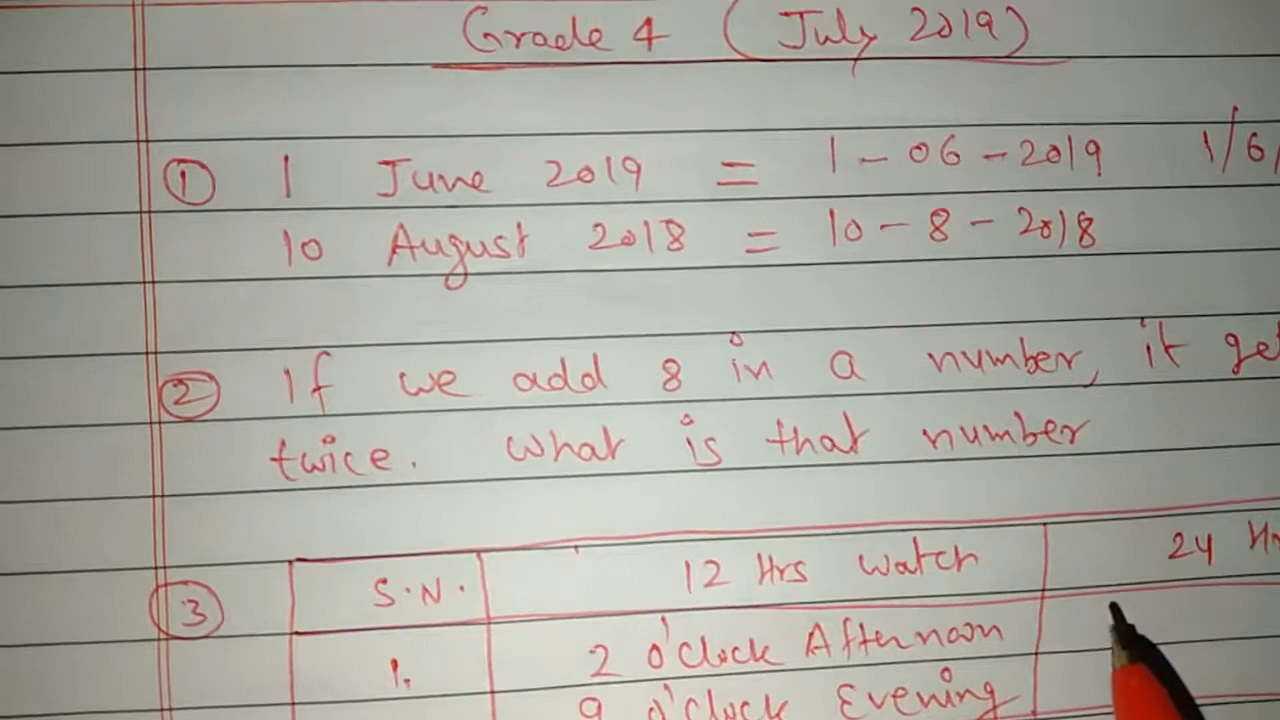 Grade 4 (July 2019)
① 1 June 2019 = 1-06-2019 1/6/
10 August 2018 = 10-8-2018
② If we add 8 in a number, it ge
twice. What is that number
③ S.N. 12 Hrs Watch 24 H
1. 2 o'clock Afternoon
9 o'clock Evening